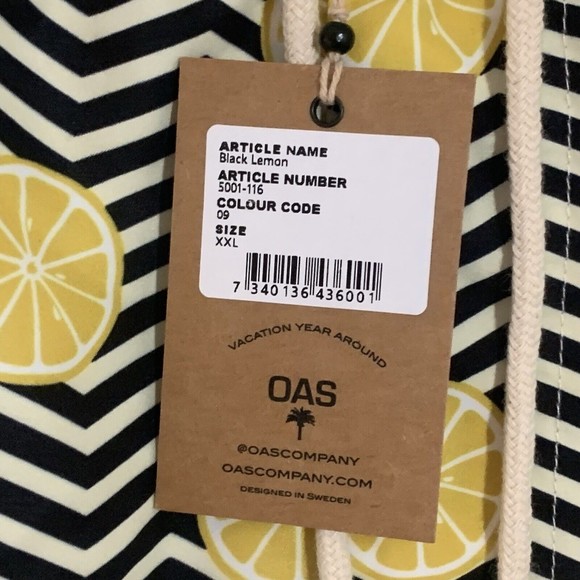 ARTICLE NAME
Black Lemon
ARTICLE NUMBER
5001-116
COLOUR CODE
09
SIZE
XXL
7 340136 436001
VACATION YEAR AROUND
OAS
@OASCOMPANY
OASCOMPANY.COM
DESIGNED IN SWEDEN